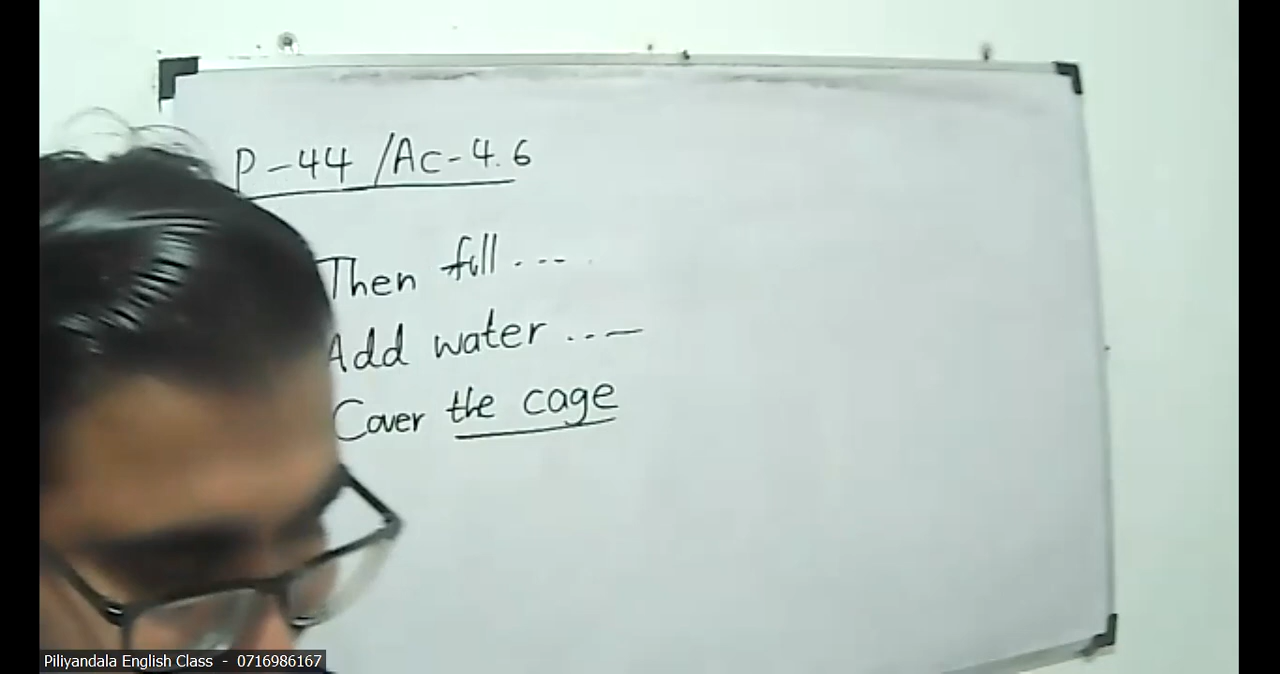 P-44 /Ac-4.6
Then fill ...
Add water ...
Cover the cage
Piliyandala English Class - 0716986167